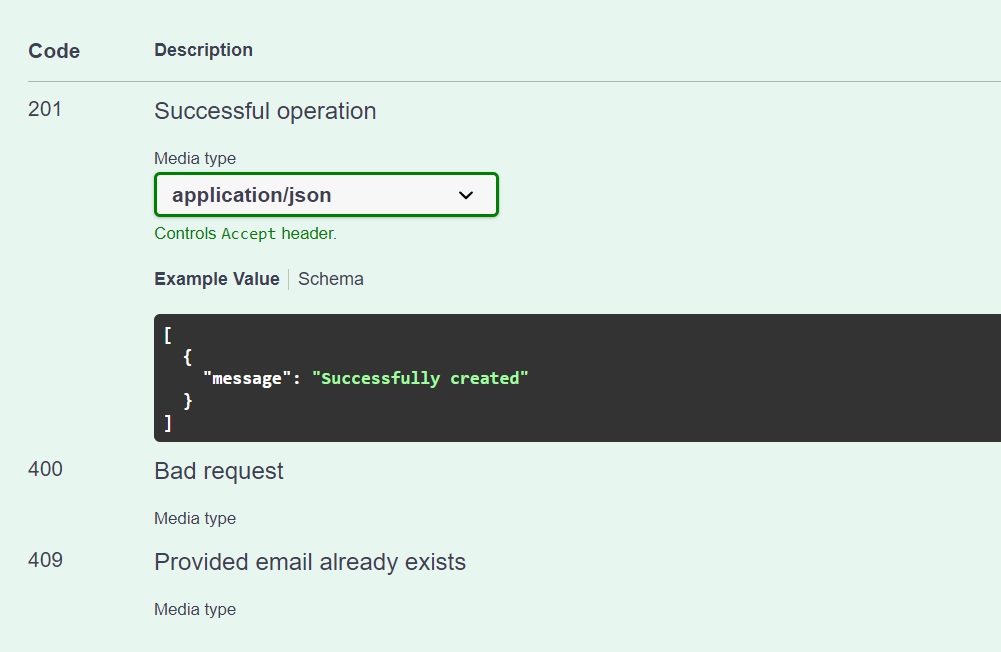 Code Description
201 Successful operation
Media type
application/json
Controls Accept header.
Example Value Schema
[
{
"message": "Successfully created"
}
]
400 Bad request
Media type
409 Provided email already exists
Media type